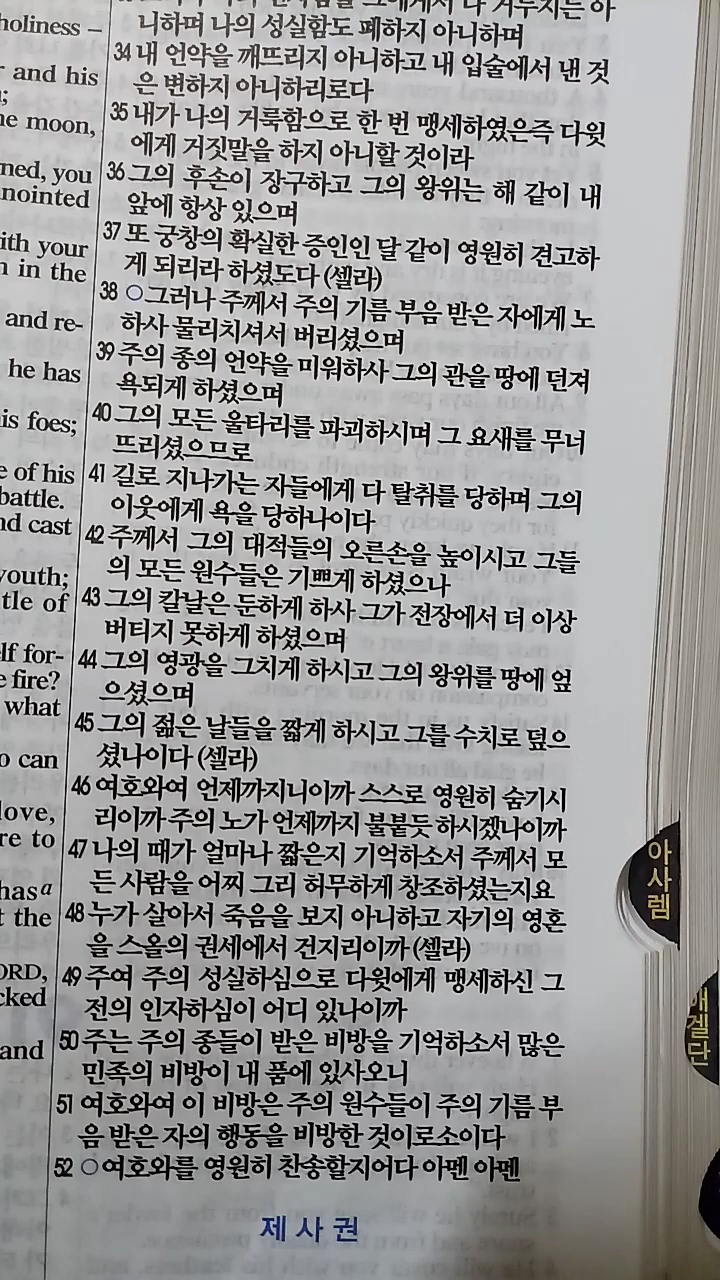 holiness –
and his
moon,
ned, you
nointed
ith your
in the
and re-
he has
is foes;
e of his
battle.
nd cast
youth;
tle of
lf for-
e fire?
what
o can
love,
re to
has a
t the
ORD,
cked
and
니하며 나의 성실함도 폐하지 아니하며
34 내 언약을 깨뜨리지 아니하고 내 입술에서 낸 것
은 변하지 아니하리로다
35 내가 나의 거룩함으로 한 번 맹세하였은즉 다윗
에게 거짓말을 하지 아니할 것이라
36 그의 후손이 장구하고 그의 왕위는 해 같이 내
앞에 항상 있으며
37 또 궁창의 확실한 증인인 달 같이 영원히 견고하
게 되리라 하셨도다 (셀라)
38 ○그러나 주께서 주의 기름 부음 받은 자에게 노
하사 물리치셔서 버리셨으며
39 주의 종의 언약을 미워하사 그의 관을 땅에 던져
욕되게 하셨으며
40 그의 모든 울타리를 파괴하시며 그 요새를 무너
뜨리셨으므로
41 길로 지나가는 자들에게 다 탈취를 당하며 그의
이웃에게 욕을 당하나이다
42 주께서 그의 대적들의 오른손을 높이시고 그들
의 모든 원수들은 기쁘게 하셨으나
43 그의 칼날은 둔하게 하사 그가 전장에서 더 이상
버티지 못하게 하셨으며
44 그의 영광을 그치게 하시고 그의 왕위를 땅에 엎
으셨으며
45 그의 젊은 날들을 짧게 하시고 그를 수치로 덮으
셨나이다 (셀라)
46 여호와여 언제까지니이까 스스로 영원히 숨기시
리이까 주의 노가 언제까지 불붙듯 하시겠나이까
47 나의 때가 얼마나 짧은지 기억하소서 주께서 모
든 사람을 어찌 그리 허무하게 창조하셨는지요
48 누가 살아서 죽음을 보지 아니하고 자기의 영혼
을 스올의 권세에서 건지리이까 (셀라)
49 주여 주의 성실하심으로 다윗에게 맹세하신 그
전의 인자하심이 어디 있나이까
50 주는 주의 종들이 받은 비방을 기억하소서 많은
민족의 비방이 내 품에 있사오니
51 여호와여 이 비방은 주의 원수들이 주의 기름 부
음 받은 자의 행동을 비방한 것이로소이다
52 ○여호와를 영원히 찬송할지어다 아멘 아멘
제 사 권
아사렘
애겔단